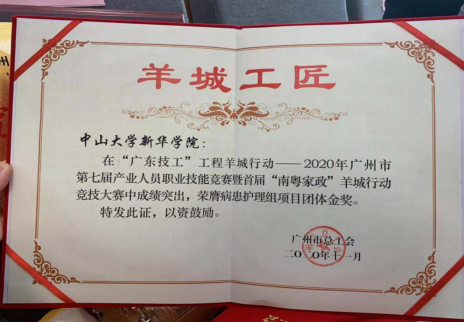 羊城工匠
中山大学新华学院：
在“广东技工”工程羊城行动——2020年广州市
第七届产业人员职业技能竞赛暨首届“南粤家政”羊城行动
竞技大赛中成绩突出，荣膺病患护理组项目团体金奖。
特发此证，以资鼓励。
广州市总工会
二〇二〇年十一月